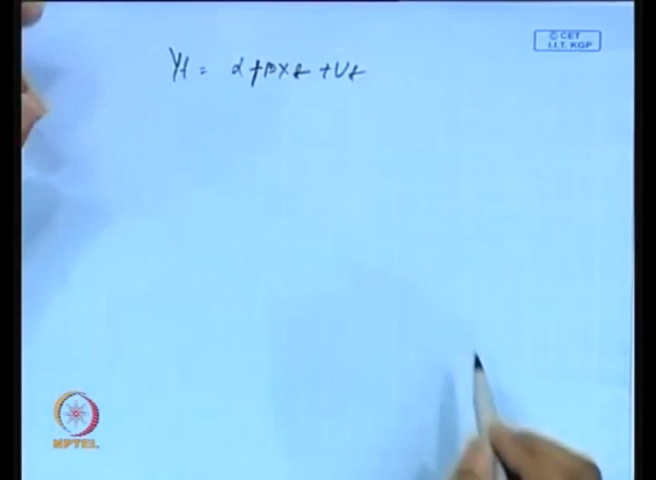 Yt = α + βXt + Ut
© CET
I.I.T. KGP
NPTEL